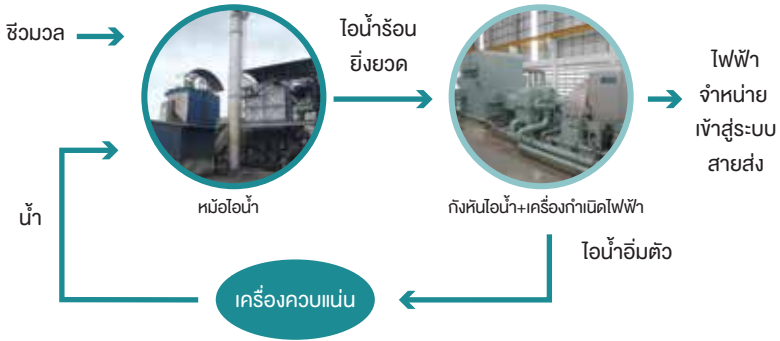 ชีวมวล
ไอน้ำร้อน
ยิ่งยวด
ไฟฟ้า
จำหน่าย
เข้าสู่ระบบ
สายส่ง
หม้อไอน้ำ
กังหันไอน้ำ+เครื่องกำเนิดไฟฟ้า
น้ำ
ไอน้ำอิ่มตัว
เครื่องควบแน่น